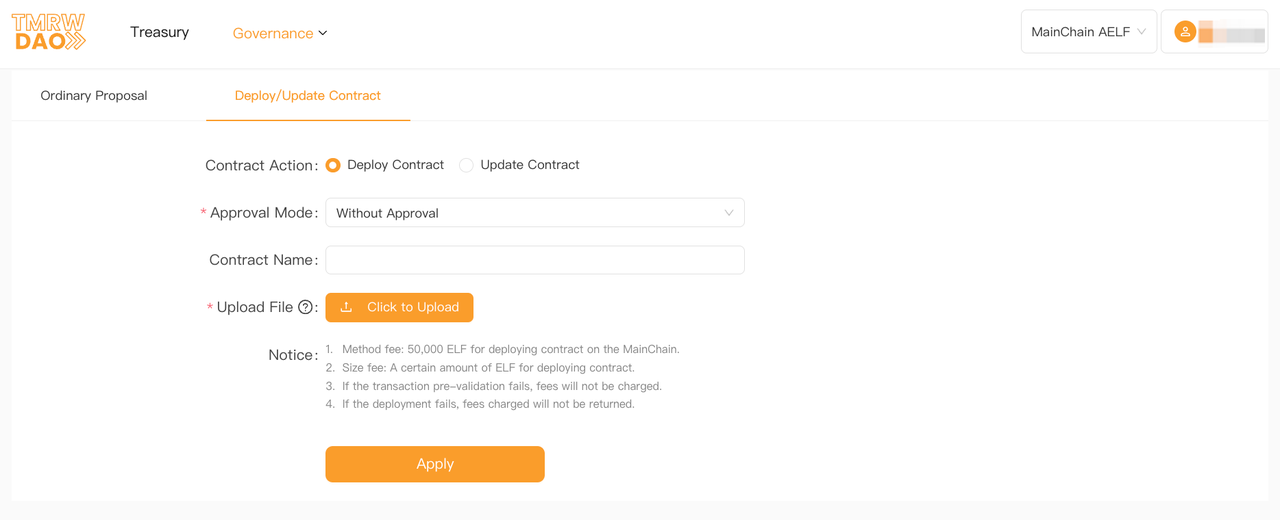 TMRW
DAO
Treasury
Governance
MainChain AELF
Ordinary Proposal
Deploy/Update Contract
Contract Action:
Deploy Contract
Update Contract
* Approval Mode:
Without Approval
Contract Name:
* Upload File ?:
Click to Upload
Notice:
1. Method fee: 50,000 ELF for deploying contract on the MainChain.
2. Size fee: A certain amount of ELF for deploying contract.
3. If the transaction pre-validation fails, fees will not be charged.
4. If the deployment fails, fees charged will not be returned.
Apply